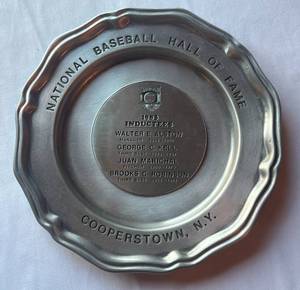 NATIONAL BASEBALL HALL OF FAME
1983
INDUCTEES
WALTER E. ALSTON
GEORGE C. KELL
JUAN MARICHAL
BROOKS C. ROBINSON
COOPERSTOWN, N.Y.